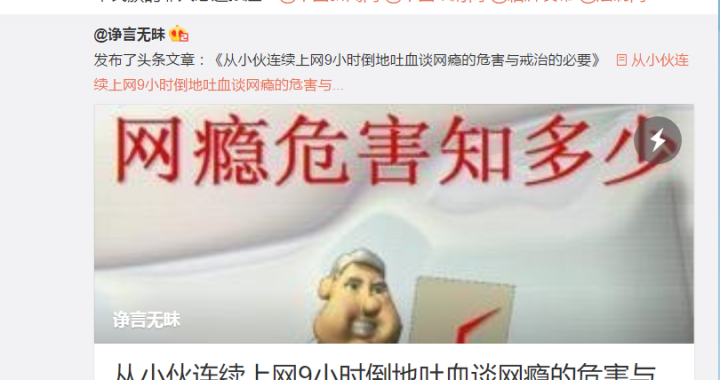 @诤言无昧
发布了头条文章：《从小伙连续上网9小时倒地吐血谈网瘾的危害与戒治的必要》 从小伙连
续上网9小时倒地吐血谈网瘾的危害与...
网瘾危害知多少
诤言无昧
从小伙连续上网9小时倒地吐血谈网瘾的危害与